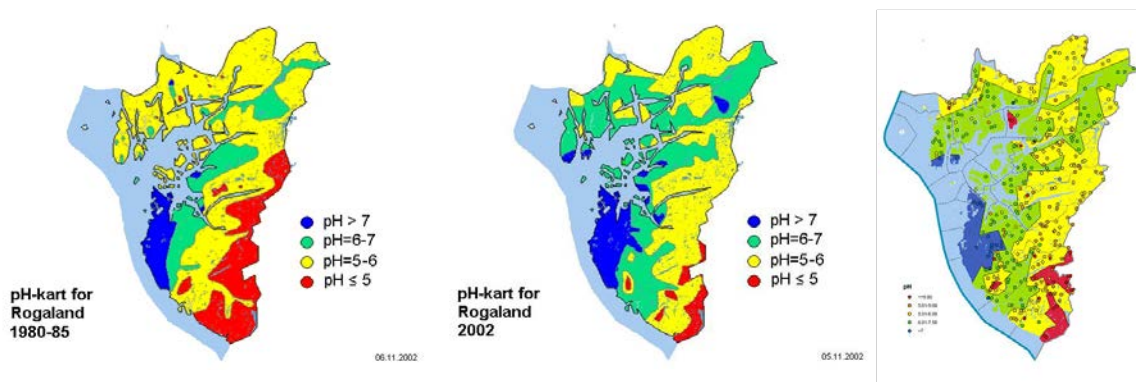 pH > 7
pH=6-7
pH=5-6
pH ≤ 5
pH-kart for
Rogaland
1980-85
06.11.2002
pH > 7
pH=6-7
pH=5-6
pH ≤ 5
pH-kart for
Rogaland
2002
05.11.2002
pH